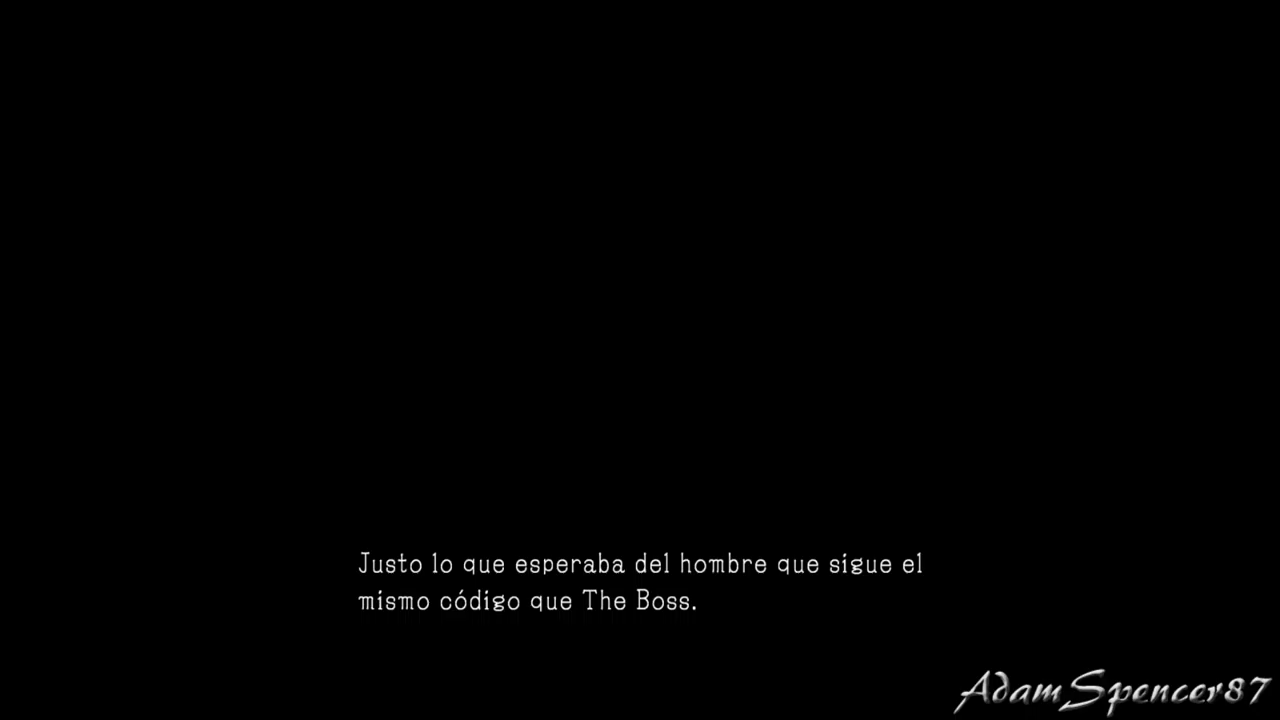 Justo lo que esperaba del hombre que sigue el
mismo código que The Boss.
AdamSpencer87